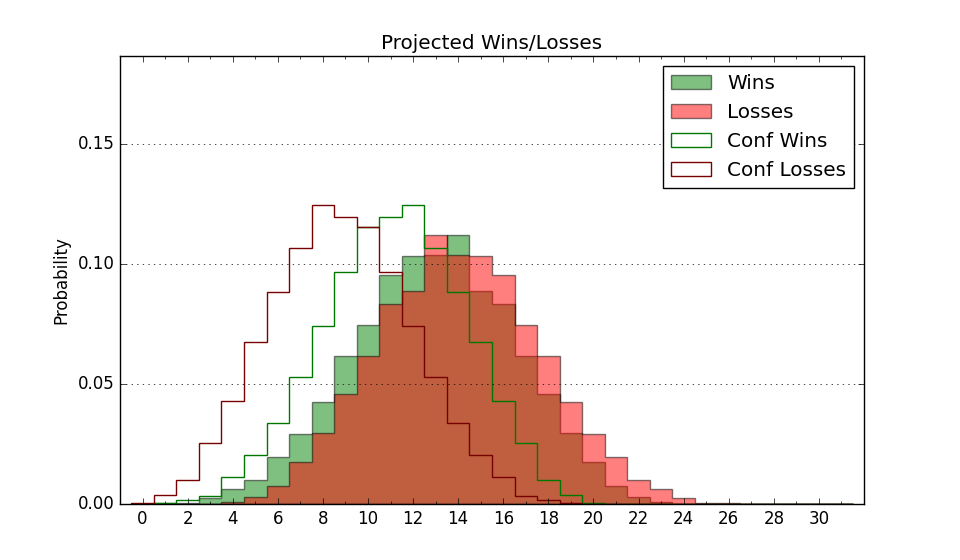 Projected Wins/Losses
Wins
Losses
Conf Wins
Conf Losses
Probability
0.15
0.10
0.05
0.00
0 2 4 6 8 10 12 14 16 18 20 22 24 26 28 30